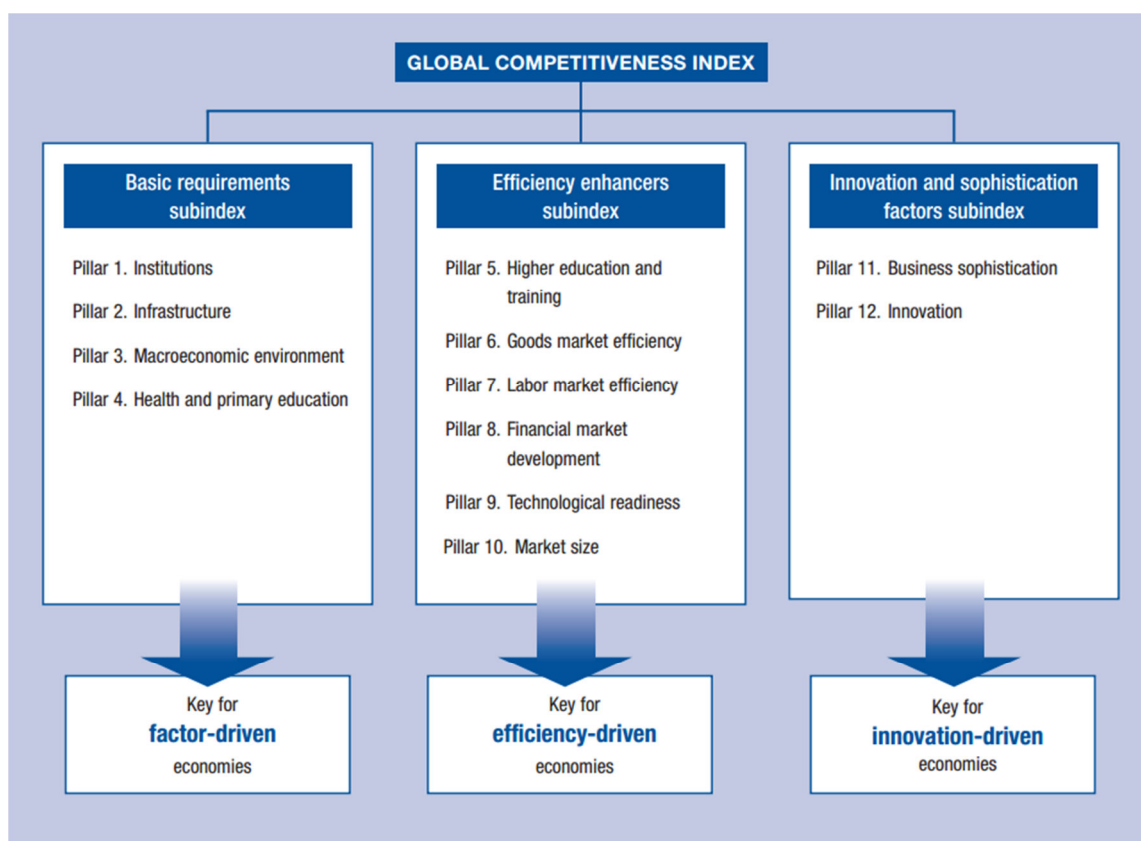 GLOBAL COMPETITIVENESS INDEX
Basic requirements
subindex
Pillar 1. Institutions
Pillar 2. Infrastructure
Pillar 3. Macroeconomic environment
Pillar 4. Health and primary education
Key for
factor-driven
economies
Efficiency enhancers
subindex
Pillar 5. Higher education and
training
Pillar 6. Goods market efficiency
Pillar 7. Labor market efficiency
Pillar 8. Financial market
development
Pillar 9. Technological readiness
Pillar 10. Market size
Key for
efficiency-driven
economies
Innovation and sophistication
factors subindex
Pillar 11. Business sophistication
Pillar 12. Innovation
Key for
innovation-driven
economies